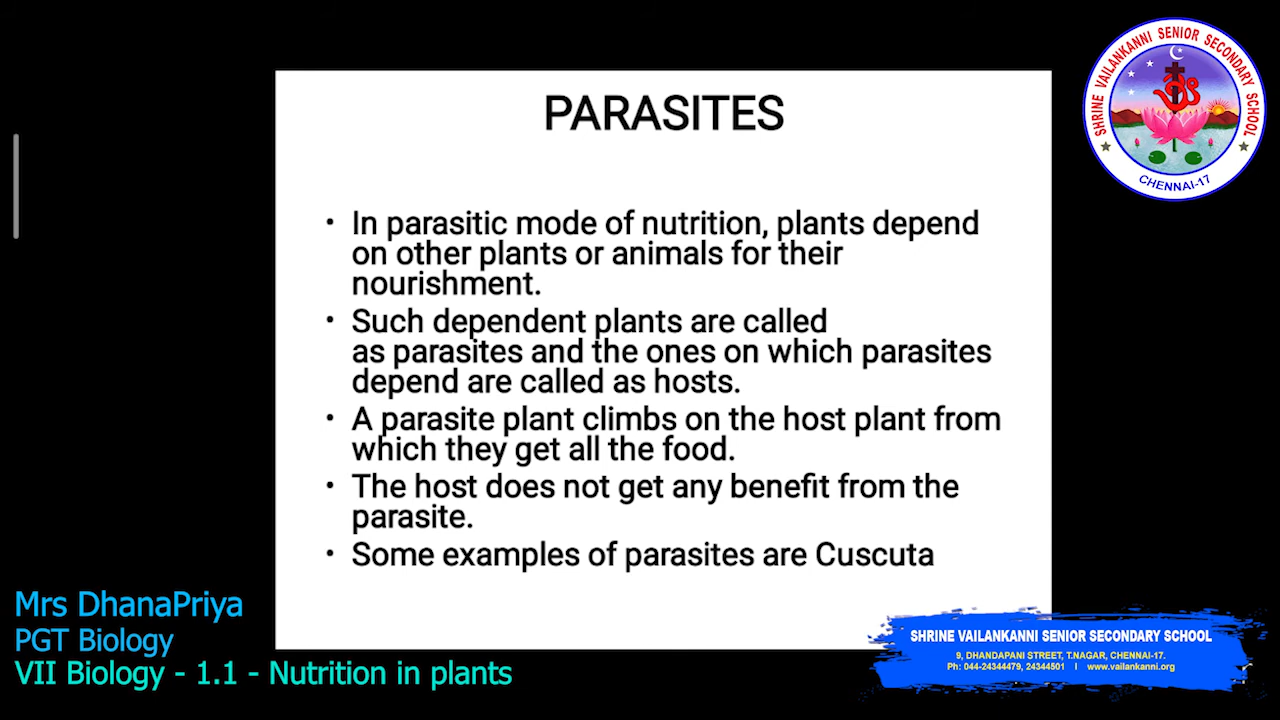 PARASITES
• In parasitic mode of nutrition, plants depend
on other plants or animals for their
nourishment.
• Such dependent plants are called
as parasites and the ones on which parasites
depend are called as hosts.
• A parasite plant climbs on the host plant from
which they get all the food.
• The host does not get any benefit from the
parasite.
• Some examples of parasites are Cuscuta
SHRINE VAILANKANNI SENIOR SECONDARY SCHOOL
CHENNAI-17
Mrs DhanaPriya
PGT Biology
VII Biology - 1.1 - Nutrition in plants
SHRINE VAILANKANNI SENIOR SECONDARY SCHOOL
9, DHANDAPANI STREET, T.NAGAR, CHENNAI-17.
Ph: 044-24344479, 24344501 I www.vailankanni.org